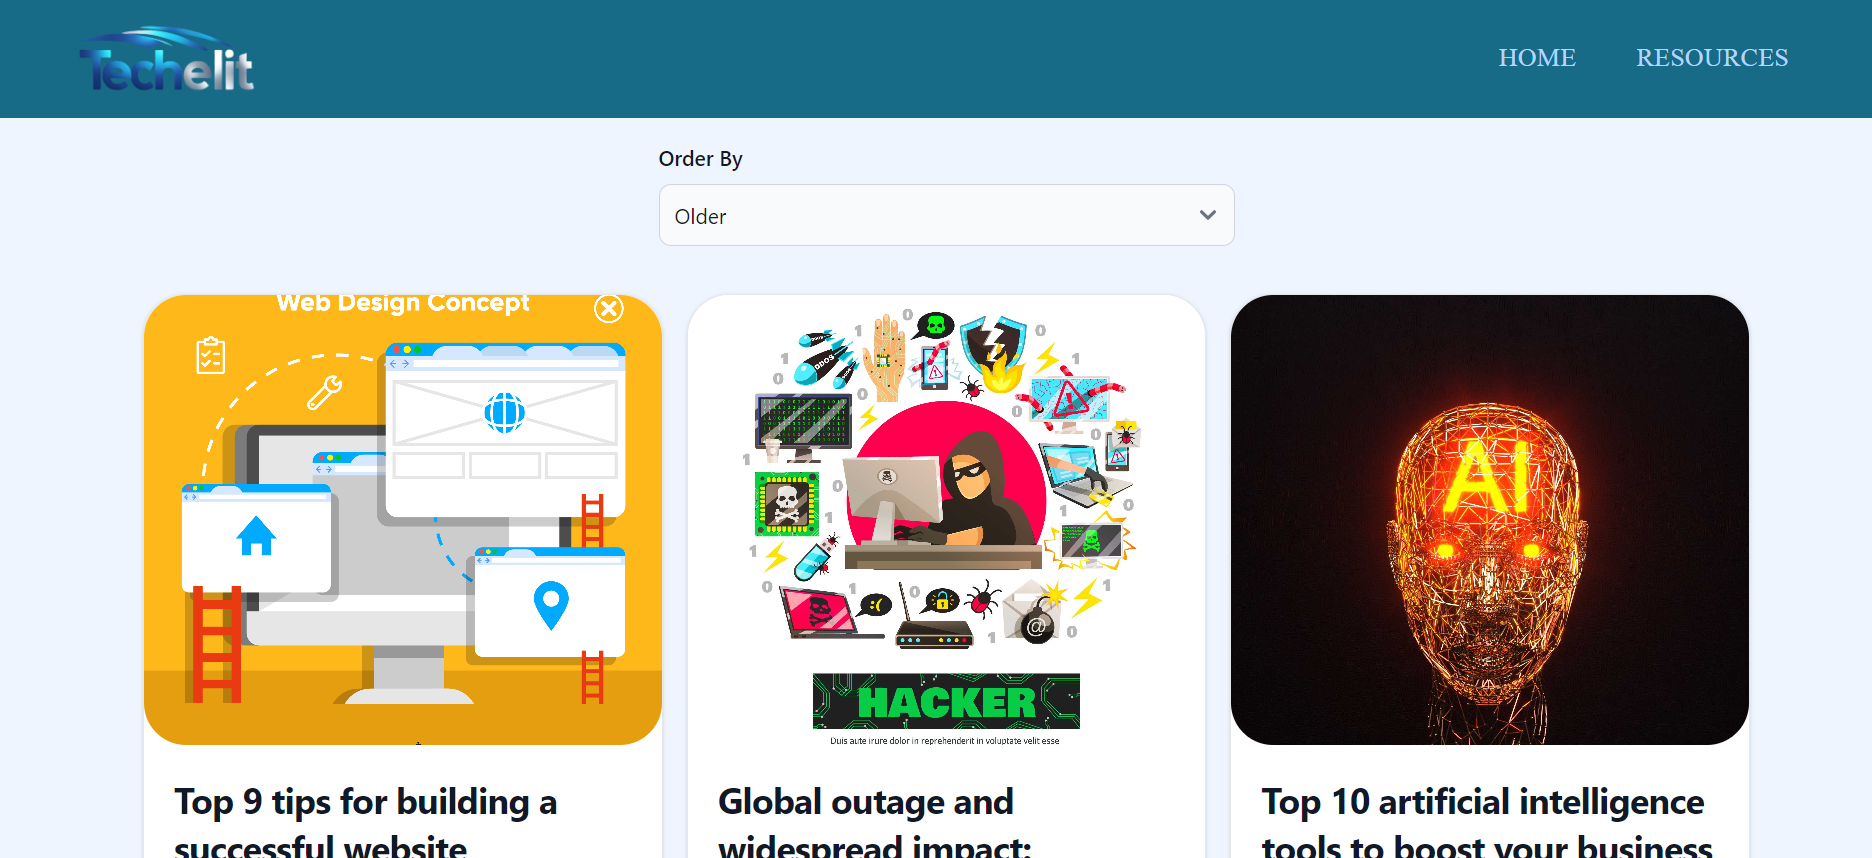 Techelit
HOME
RESOURCES
Order By
Older
Web Design Concept
HACKER
Duis aute irure dolor in reprehenderit in voluptate velit esse
AI
Top 9 tips for building a
successful website
Global outage and
widespread impact:
Top 10 artificial intelligence
tools to boost your business